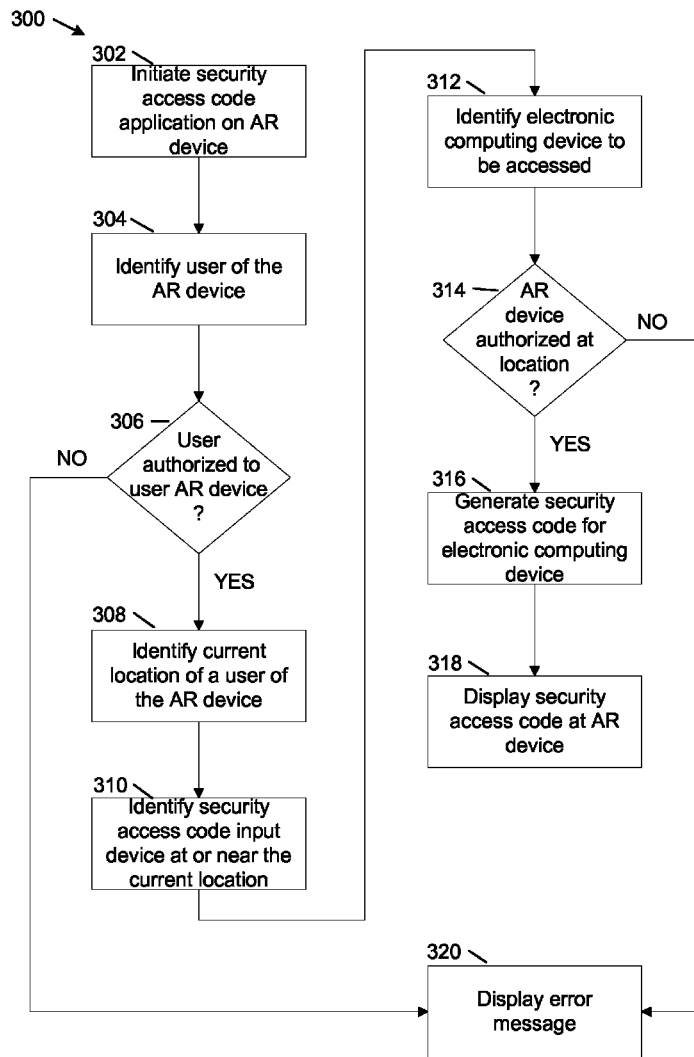 300
302
Initiate security
access code
application on AR
device
304
Identify user of the
AR device
306
User
authorized to
user AR device
?
NO
YES
308
Identify current
location of a user of
the AR device
310
Identify security
access code input
device at or near the
current location
312
Identify electronic
computing device to
be accessed
314
AR
device
authorized at
location
?
NO
YES
316
Generate security
access code for
electronic computing
device
318
Display security
access code at AR
device
320
Display error
message